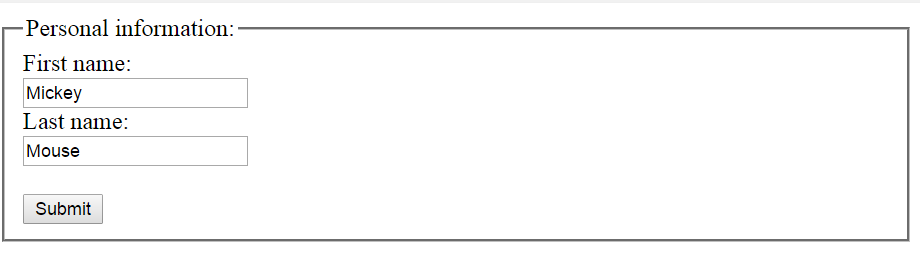 Personal information:
First name:
Mickey
Last name:
Mouse
Submit